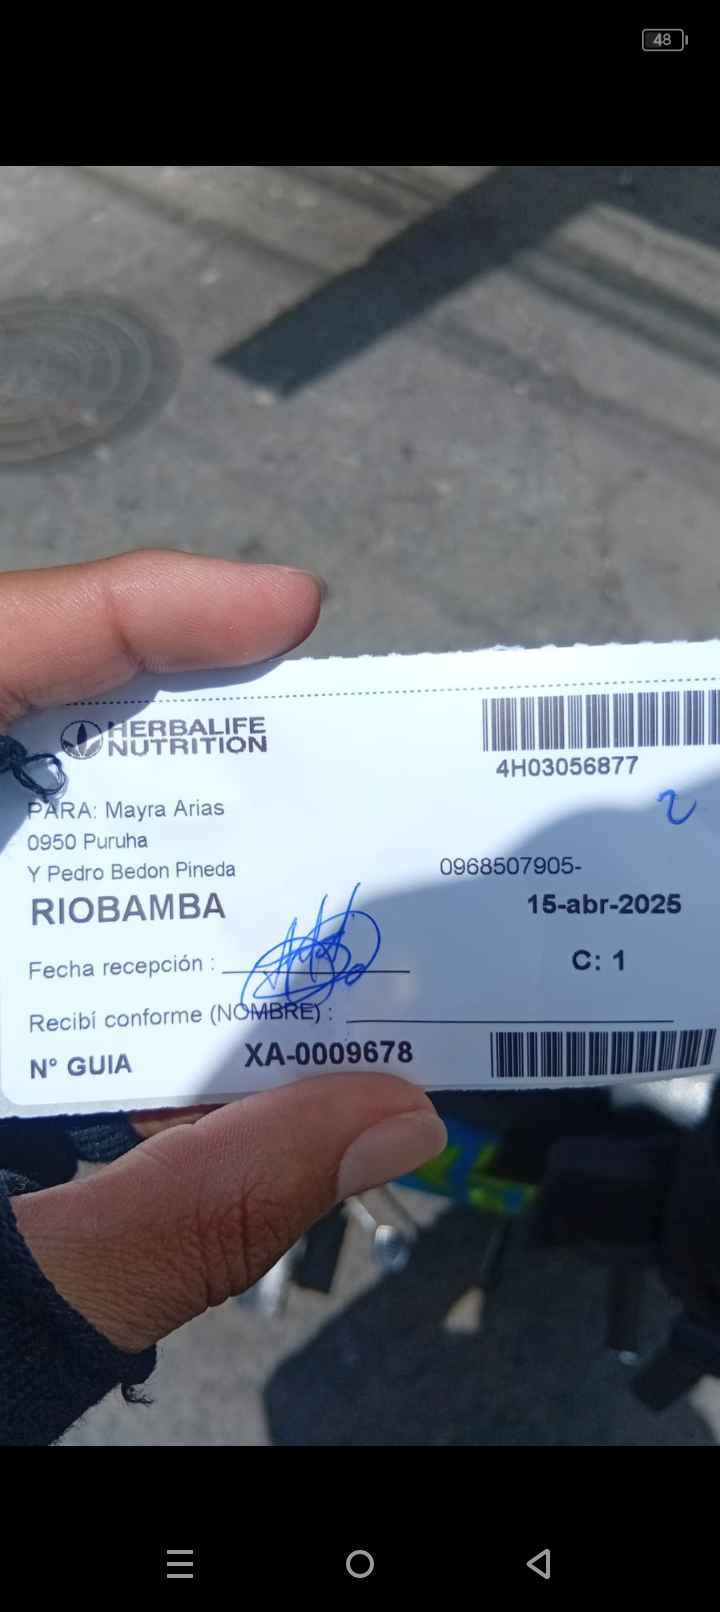 48
HERBALIFE
NUTRITION
4H03056877
2
PARA: Mayra Arias
0950 Puruha
Y Pedro Bedon Pineda
0968507905-
RIOBAMBA
15-abr-2025
Fecha recepción :
C: 1
Recibí conforme (NOMBRE) :
N° GUIA
XA-0009678